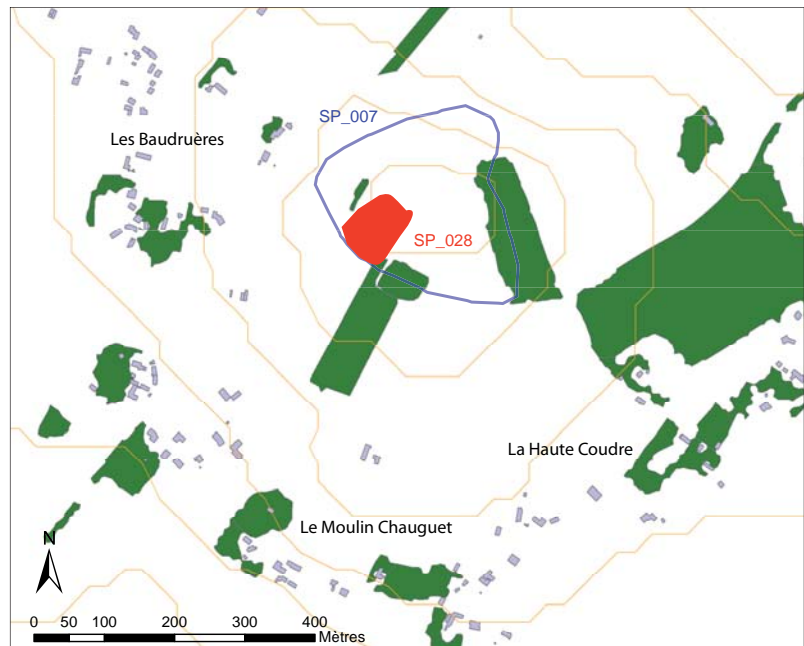 SP_007
Les Baudruères
SP_028
La Haute Coudre
Le Moulin Chauguet
N
0 50 100 200 300 400
Mètres